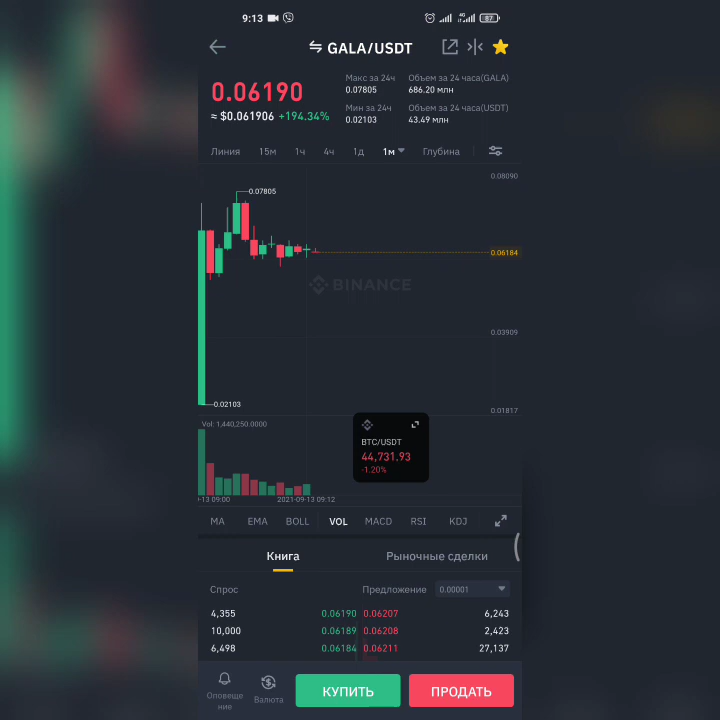 9:13
4G
87
GALA/USDT
0.06190
≈ $0.061906 +194.34%
Макс за 24ч
0.07805
Объем за 24 часа(GALA)
686.20 млн
Мин за 24ч
0.02103
Объем за 24 часа(USDT)
43.49 млн
Линия 15м 1ч 4ч 1д 1м Глубина
0.08090
0.07805
0.06184
BINANCE
0.03909
0.02103
0.01817
Vol: 1,440,250.0000
BTC/USDT
44,731.93
-1.20%
-13 09:00 2021-09-13 09:12
MA EMA BOLL VOL MACD RSI KDJ
Книга Рыночные сделки
Спрос Предложение 0.00001
4,355 0.06190 0.06207 6,243
10,000 0.06189 0.06208 2,423
6,498 0.06184 0.06211 27,137
Оповеще
ние
Валюта
КУПИТЬ
ПРОДАТЬ